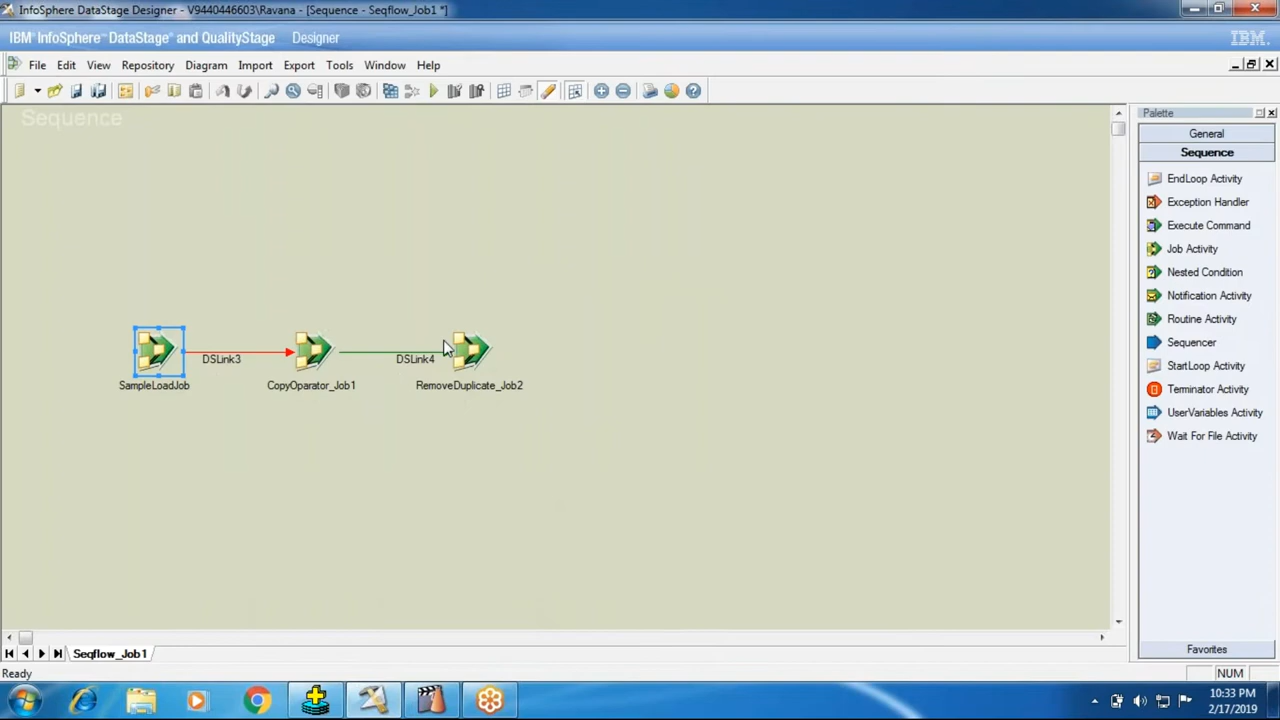 InfoSphere DataStage Designer - V9440446603\Ravana - [Sequence - Seqflow_Job1 *]
IBM® InfoSphere™ DataStage® and QualityStage Designer
IBM.
File Edit View Repository Diagram Import Export Tools Window Help
Sequence
Palette
General
Sequence
EndLoop Activity
Exception Handler
Execute Command
Job Activity
Nested Condition
Notification Activity
Routine Activity
Sequencer
StartLoop Activity
Terminator Activity
UserVariables Activity
Wait For File Activity
Favorites
DSLink3
DSLink4
SampleLoadJob
CopyOparator_Job1
RemoveDuplicate_Job2
Seqflow_Job1
Ready
NUM
10:33 PM
2/17/2019